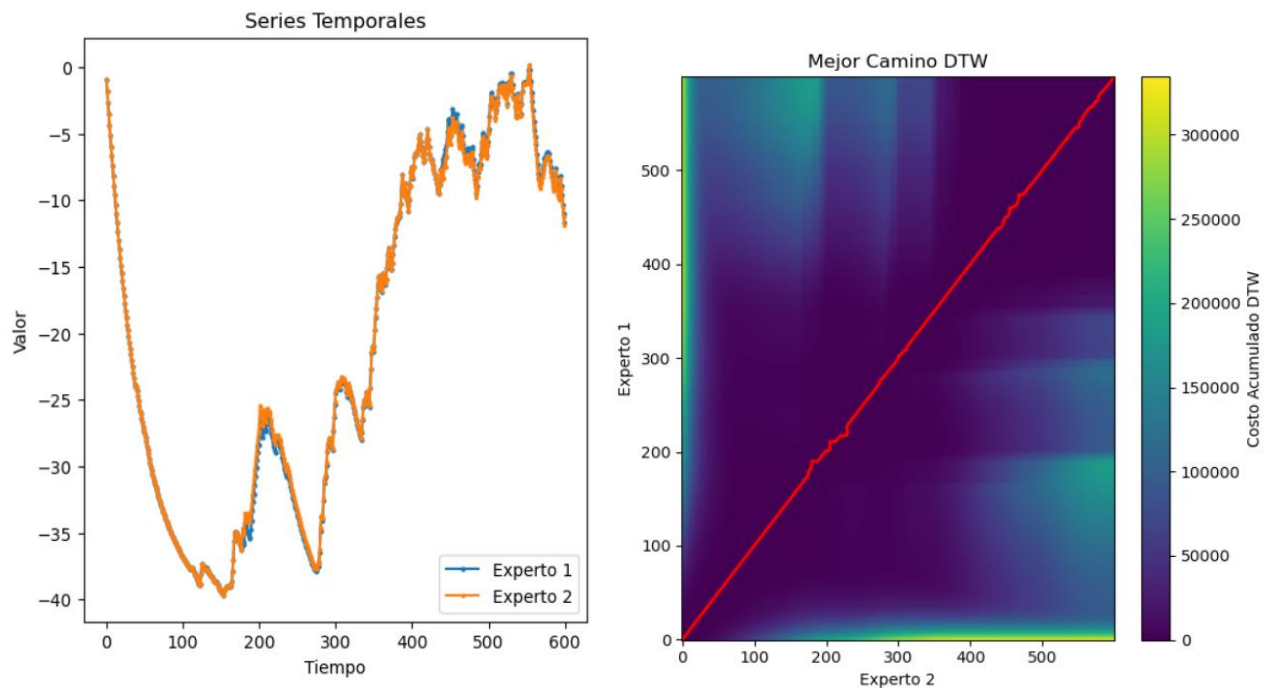 Series Temporales
0
−5
−10
−15
−20
−25
−30
−35
−40
Valor
0 100 200 300 400 500 600
Tiempo
Experto 1
Experto 2
Mejor Camino DTW
500
400
300
200
100
0
Experto 1
0 100 200 300 400 500
Experto 2
300000
250000
200000
150000
100000
50000
0
Costo Acumulado DTW